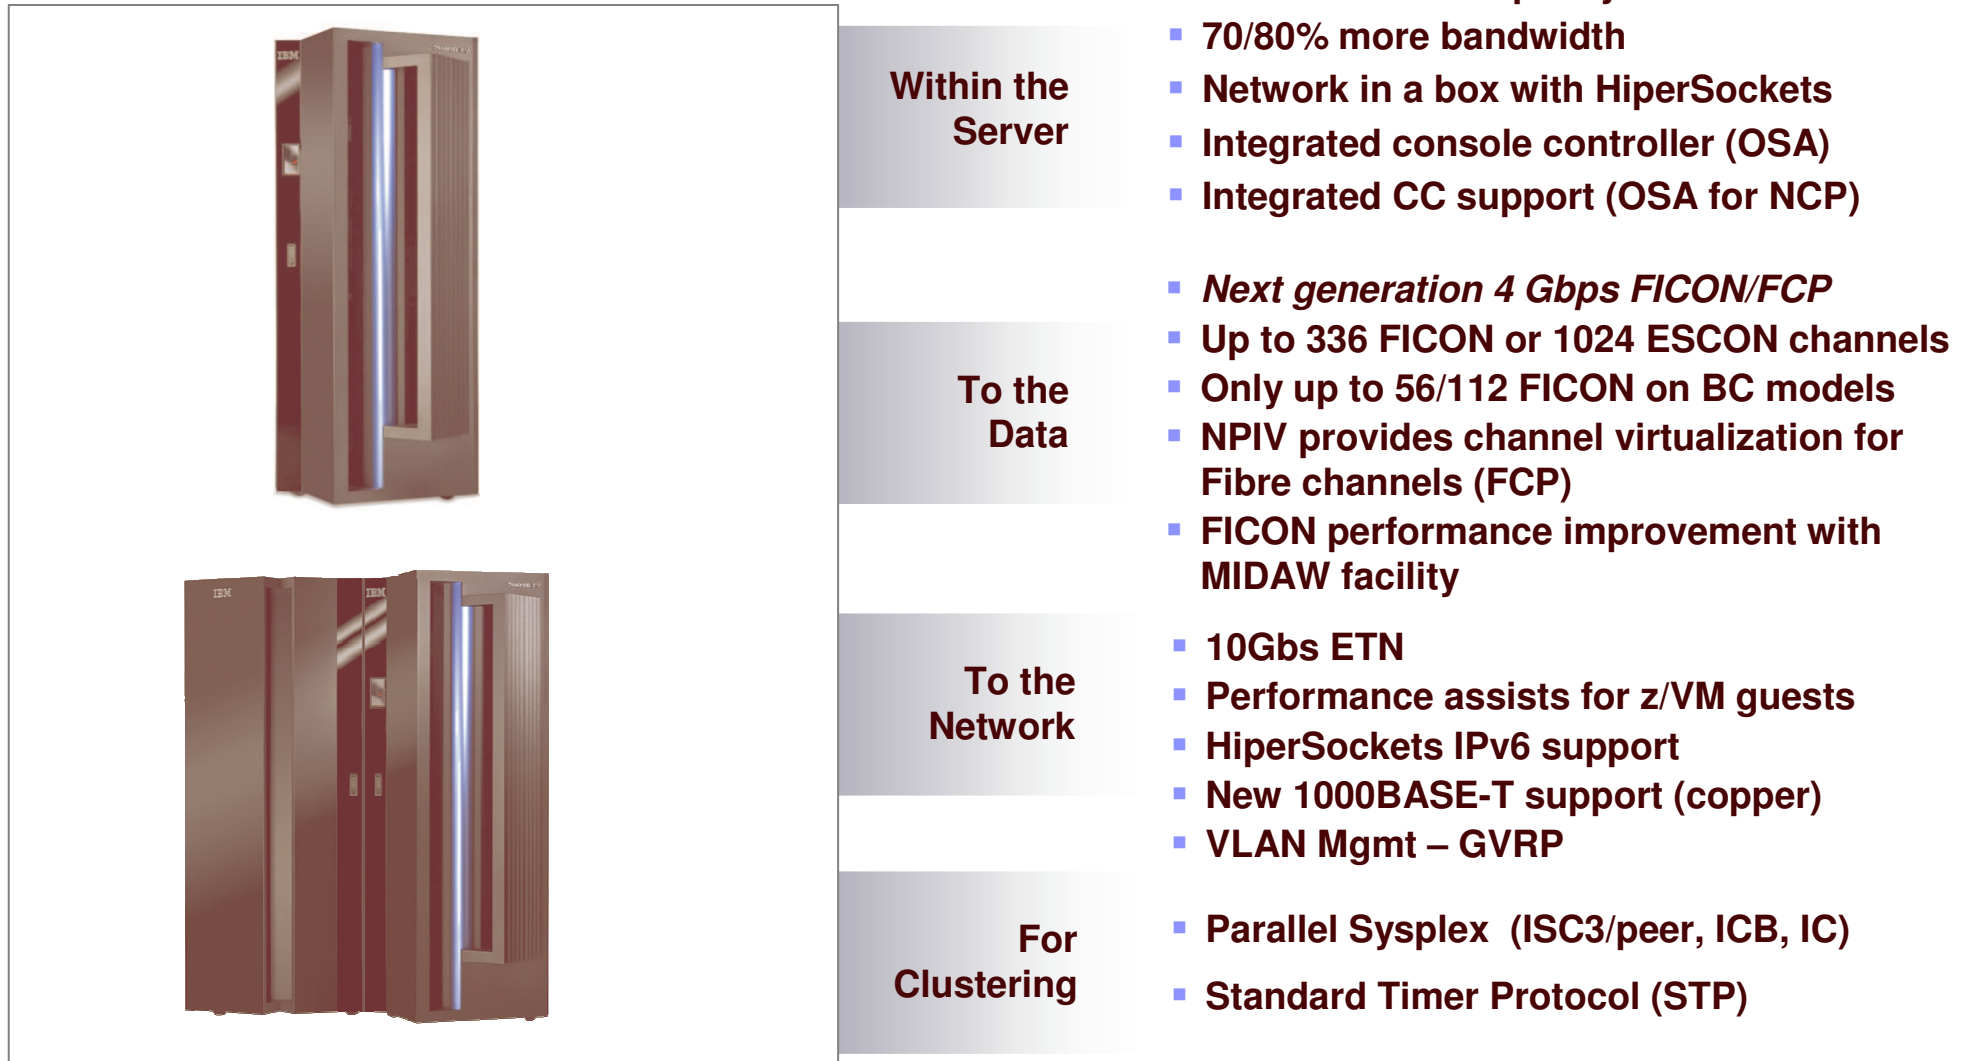 IBM
System z9
IBM
IBM
System z9
Within the
Server
70/80% more bandwidth
Network in a box with HiperSockets
Integrated console controller (OSA)
Integrated CC support (OSA for NCP)
To the
Data
Next generation 4 Gbps FICON/FCP
Up to 336 FICON or 1024 ESCON channels
Only up to 56/112 FICON on BC models
NPIV provides channel virtualization for
Fibre channels (FCP)
FICON performance improvement with
MIDAW facility
To the
Network
10Gbs ETN
Performance assists for z/VM guests
HiperSockets IPv6 support
New 1000BASE-T support (copper)
VLAN Mgmt – GVRP
For
Clustering
Parallel Sysplex (ISC3/peer, ICB, IC)
Standard Timer Protocol (STP)